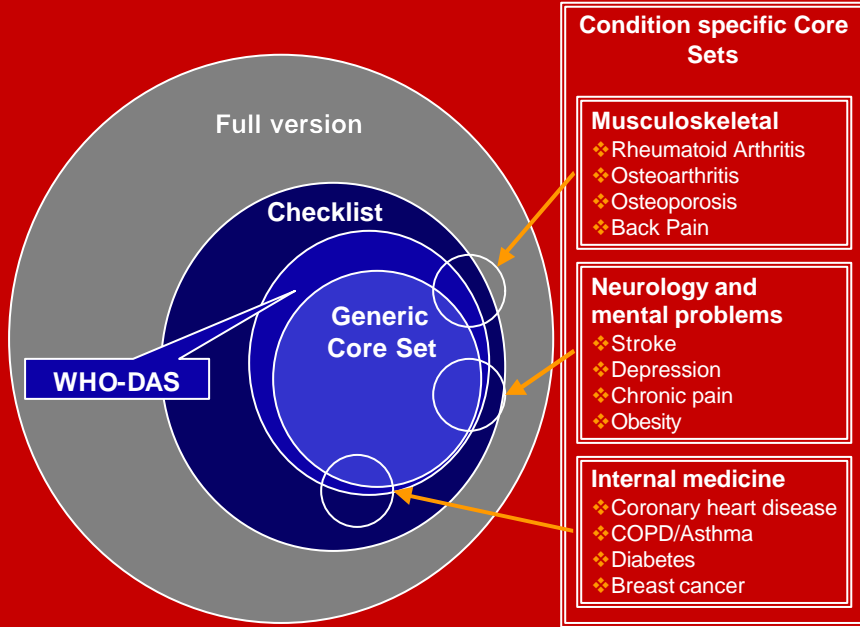 Full version
Checklist
Generic
Core Set
WHO-DAS
Condition specific Core
Sets
Musculoskeletal
❖Rheumatoid Arthritis
❖Osteoarthritis
❖Osteoporosis
❖Back Pain
Neurology and
mental problems
❖Stroke
❖Depression
❖Chronic pain
❖Obesity
Internal medicine
❖Coronary heart disease
❖COPD/Asthma
❖Diabetes
❖Breast cancer